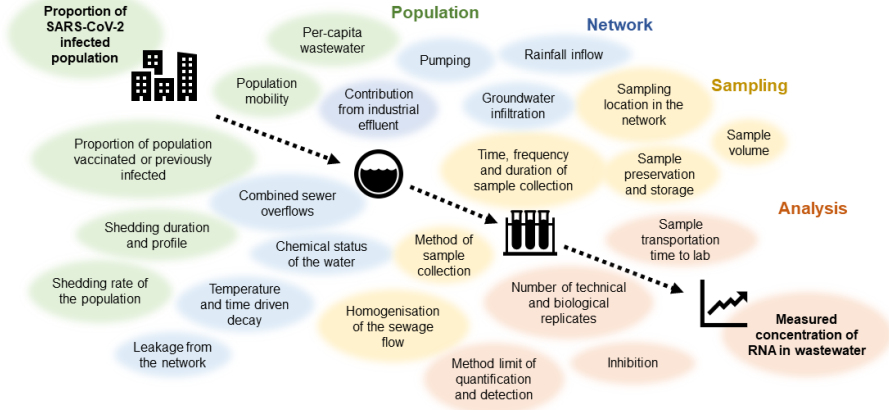 Proportion of
SARS-CoV-2
infected
population
Population
Network
Per-capita
wastewater
Pumping
Rainfall inflow
Sampling
Population
mobility
Contribution
from industrial
effluent
Groundwater
infiltration
Sampling
location in the
network
Sample
volume
Proportion of population
vaccinated or previously
infected
Time, frequency
and duration of
sample collection
Sample
preservation
and storage
Combined sewer
overflows
Analysis
Shedding duration
and profile
Chemical status
of the water
Method of
sample
collection
Sample
transportation
time to lab
Shedding rate of
the population
Temperature
and time driven
decay
Number of technical
and biological
replicates
Homogenisation
of the sewage
flow
Measured
concentration of
RNA in wastewater
Leakage from
the network
Method limit of
quantification
and detection
Inhibition